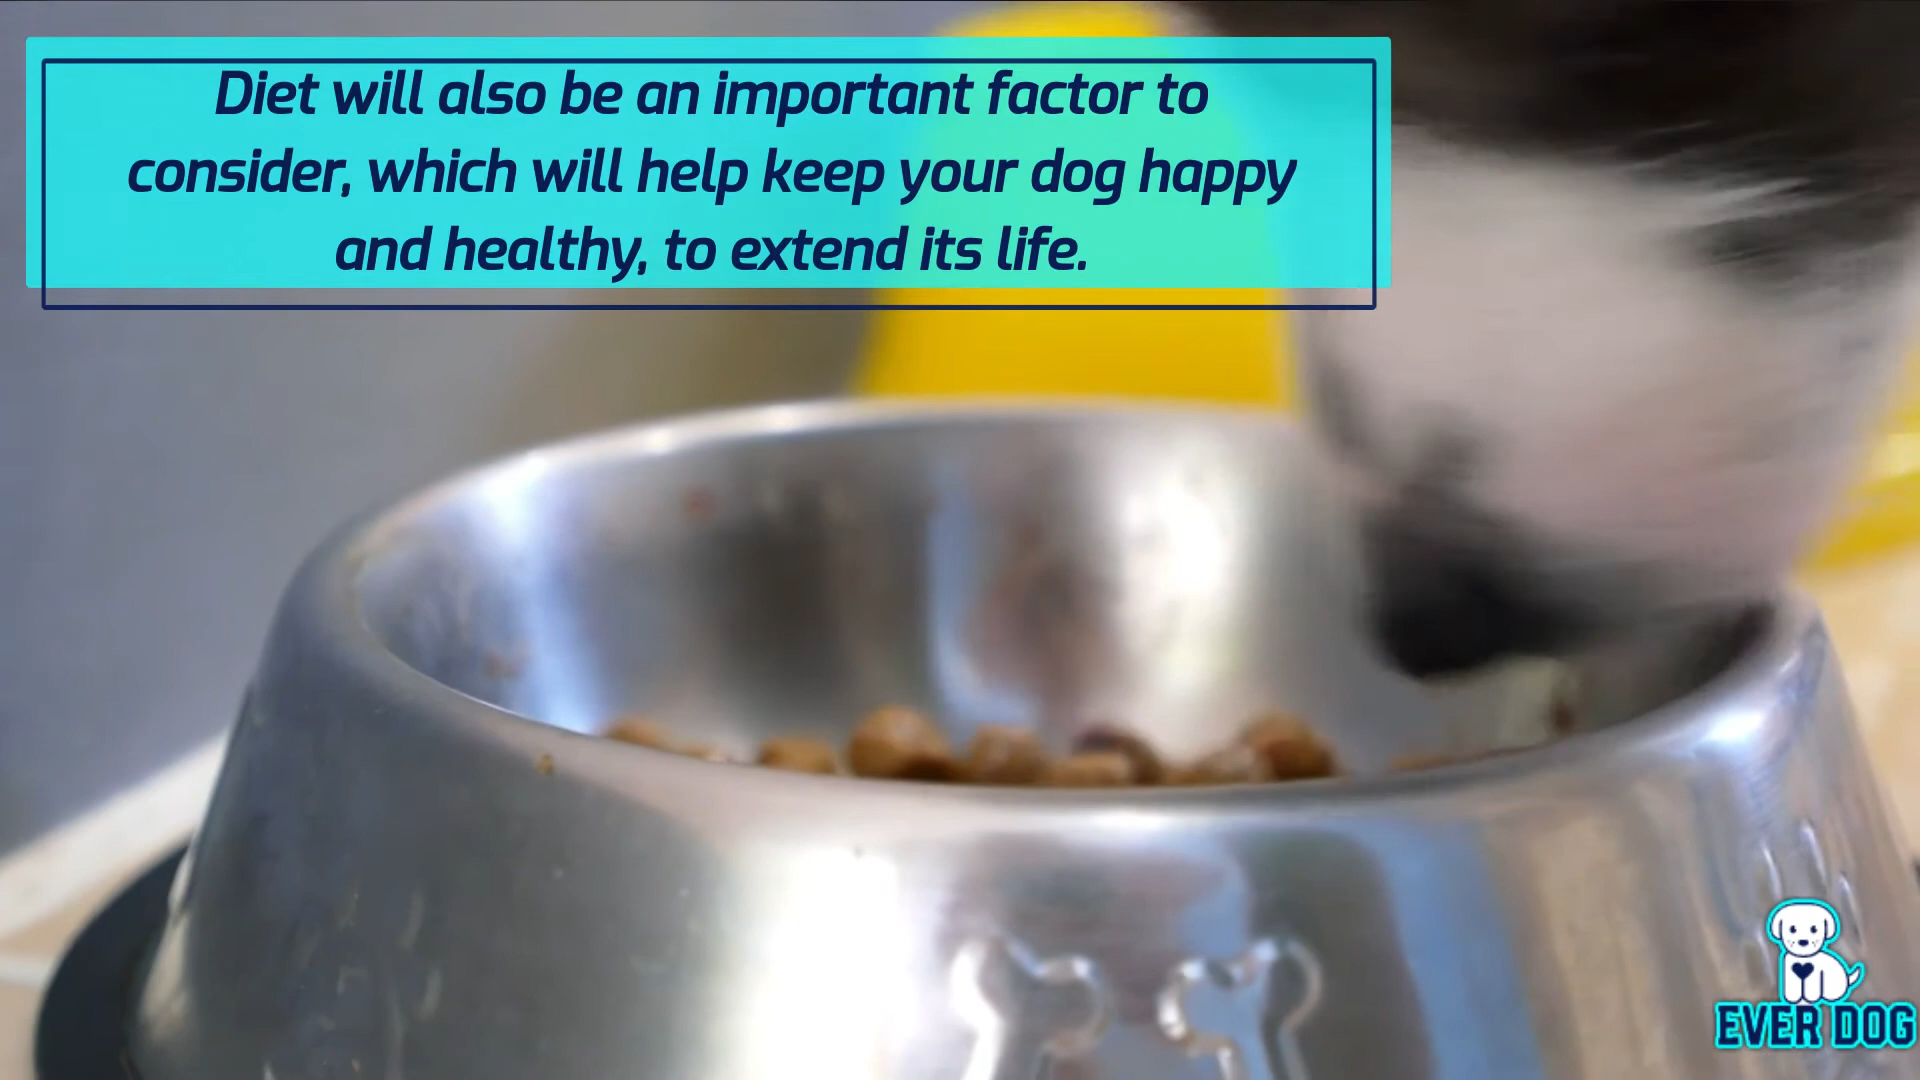 Diet will also be an important factor to
consider, which will help keep your dog happy
and healthy, to extend its life.
EVER DOG